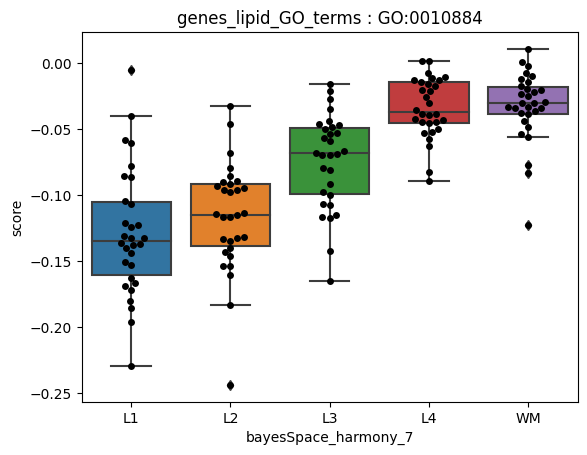 genes_lipid_GO_terms : GO:0010884
0.00
−0.05
−0.10
−0.15
−0.20
−0.25
score
L1 L2 L3 L4 WM
bayesSpace_harmony_7